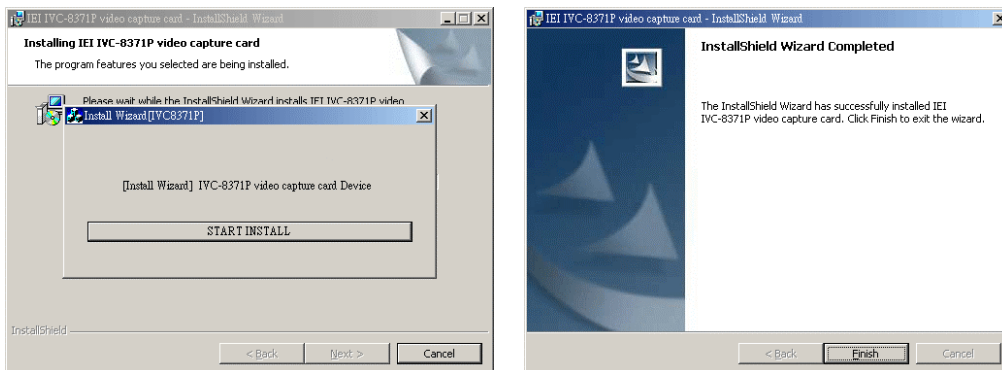 IEI IVC-8371P video capture card - InstallShield Wizard
Installing IEI IVC-8371P video capture card
The program features you selected are being installed.
Please wait while the InstallShield Wizard installs IEI IVC-8371P video
Install Wizard[IVC8371P]
[Install Wizard] IVC-8371P video capture card Device
START INSTALL
InstallShield
< Back Next > Cancel
IEI IVC-8371P video capture card - InstallShield Wizard
InstallShield Wizard Completed
The InstallShield Wizard has successfully installed IEI
IVC-8371P video capture card. Click Finish to exit the wizard.
< Back Finish Cancel